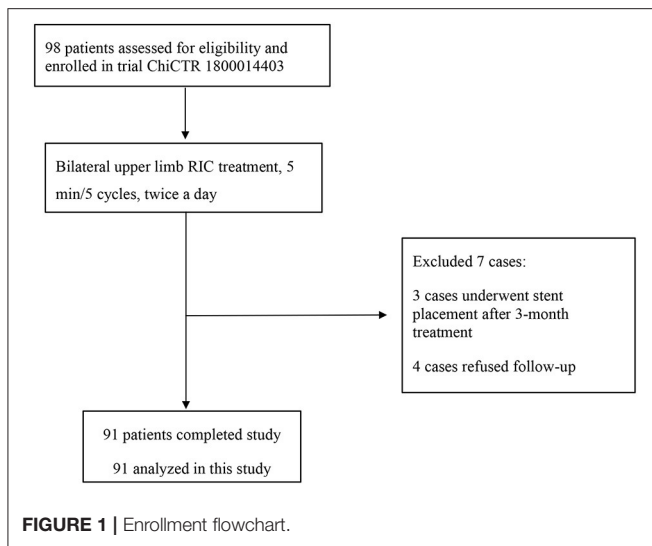 98 patients assessed for eligibility and
enrolled in trial ChiCTR 1800014403
Bilateral upper limb RIC treatment, 5
min/5 cycles, twice a day
Excluded 7 cases:
3 cases underwent stent
placement after 3-month
treatment
4 cases refused follow-up
91 patients completed study
91 analyzed in this study
FIGURE 1 | Enrollment flowchart.